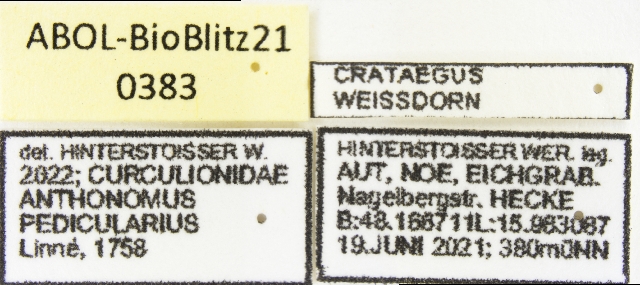 ABOL-BioBlitz21
0383
CRATAEGUS
WEISSDORN
det. HINTERSTOISSER W.
2022; CURCULIONIDAE
ANTHONOMUS
PEDICULARIUS
Linné, 1758
HINTERSTOISSER WER. leg.
AUT, NOE, EICHGRAB.
Nagelbergstr. HECKE
B:48.166711L:15.963067
19.JUNI 2021; 380müNN